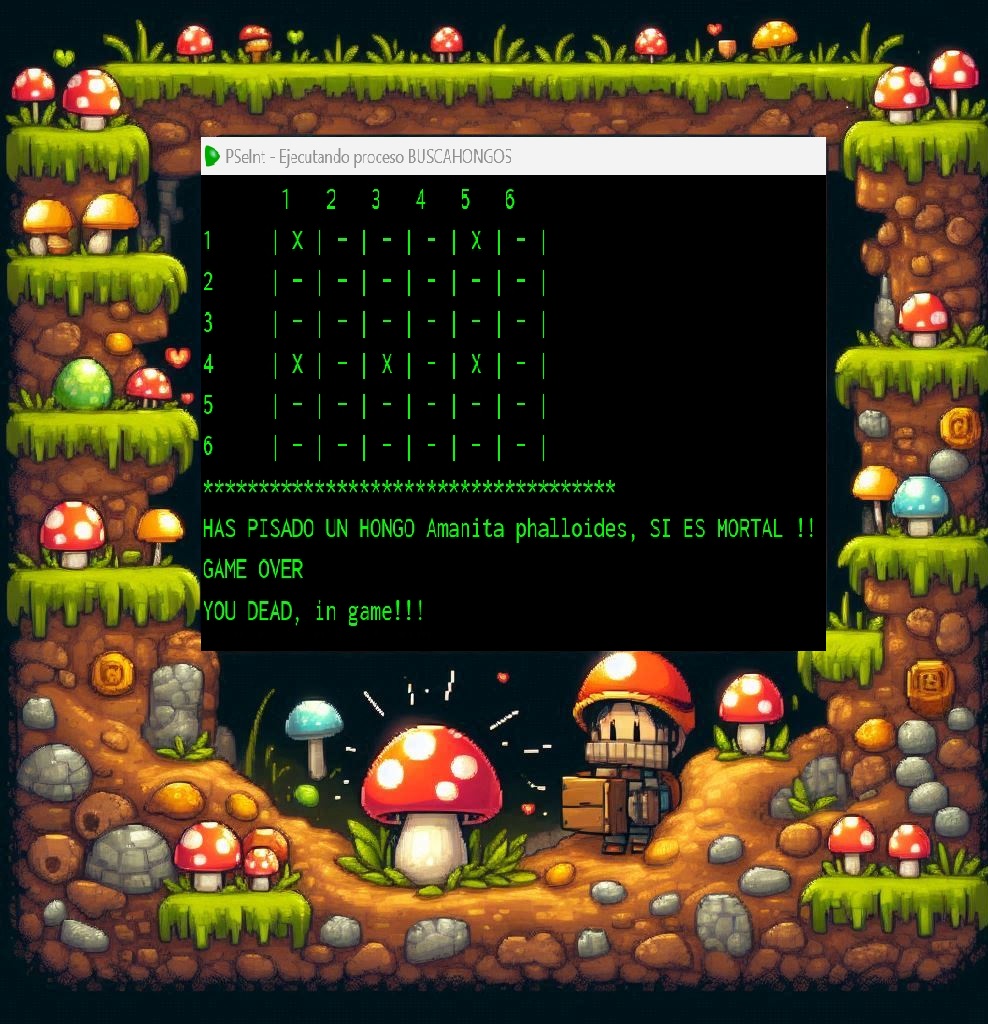 PSeInt - Ejecutando proceso BUSCAHONGOS
1 2 3 4 5 6
1 | X | - | - | - | X | - |
2 | - | - | - | - | - | - |
3 | - | - | - | - | - | - |
4 | X | - | X | - | X | - |
5 | - | - | - | - | - | - |
6 | - | - | - | - | - | - |
*************************************
HAS PISADO UN HONGO Amanita phalloides, SI ES MORTAL !!
GAME OVER
YOU DEAD, in game!!!